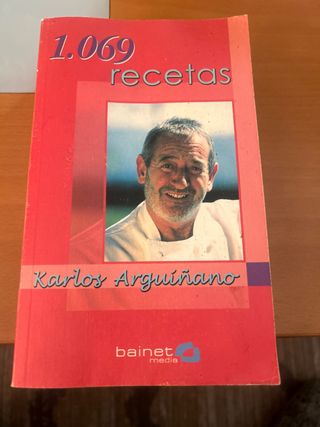 1.069
recetas
Karlos Arguiñano
bainet
media